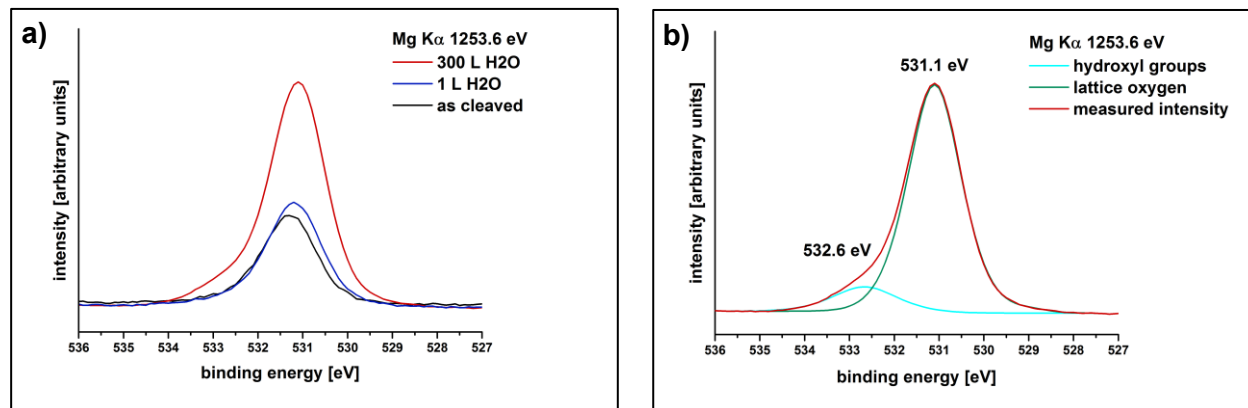 a)
Mg Kα 1253.6 eV
300 L H2O
1 L H2O
as cleaved
intensity [arbitrary units]
536 535 534 533 532 531 530 529 528 527
binding energy [eV]
b)
Mg Kα 1253.6 eV
hydroxyl groups
lattice oxygen
measured intensity
531.1 eV
532.6 eV
intensity [arbitrary units]
536 535 534 533 532 531 530 529 528 527
binding energy [eV]